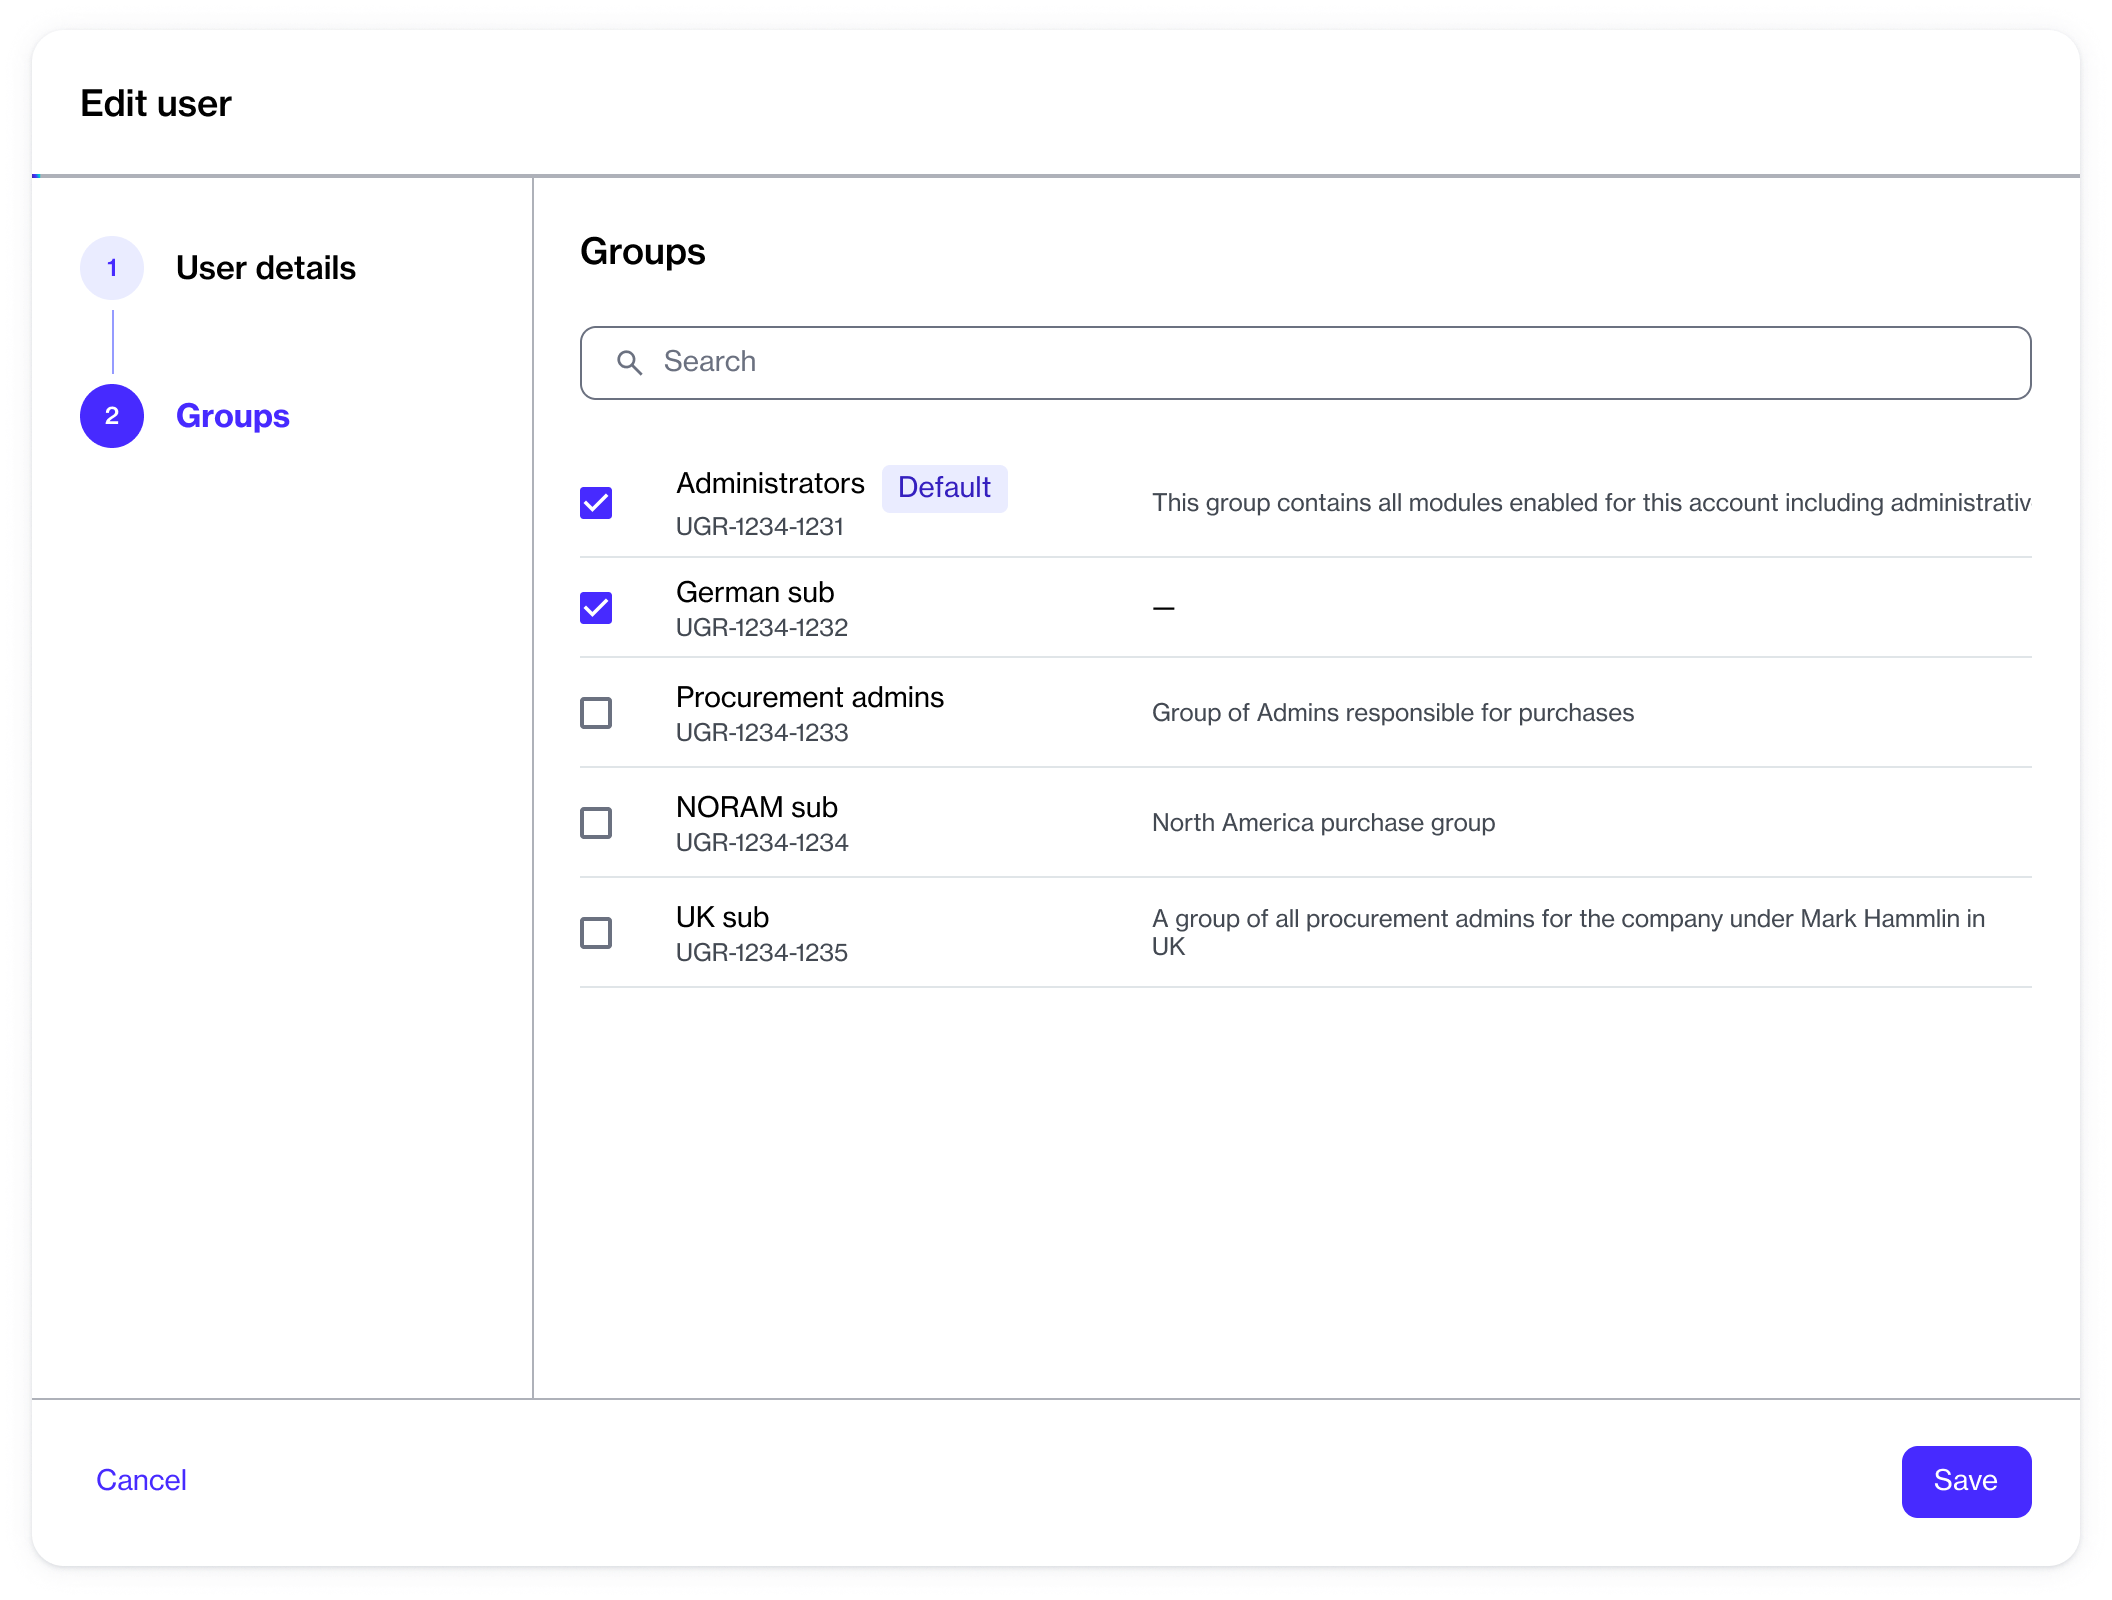 Edit user
1 User details
2 Groups
Groups
Search
Administrators Default
UGR-1234-1231
This group contains all modules enabled for this account including administrativ
German sub
UGR-1234-1232
—
Procurement admins
UGR-1234-1233
Group of Admins responsible for purchases
NORAM sub
UGR-1234-1234
North America purchase group
UK sub
UGR-1234-1235
A group of all procurement admins for the company under Mark Hammlin in
UK
Cancel
Save